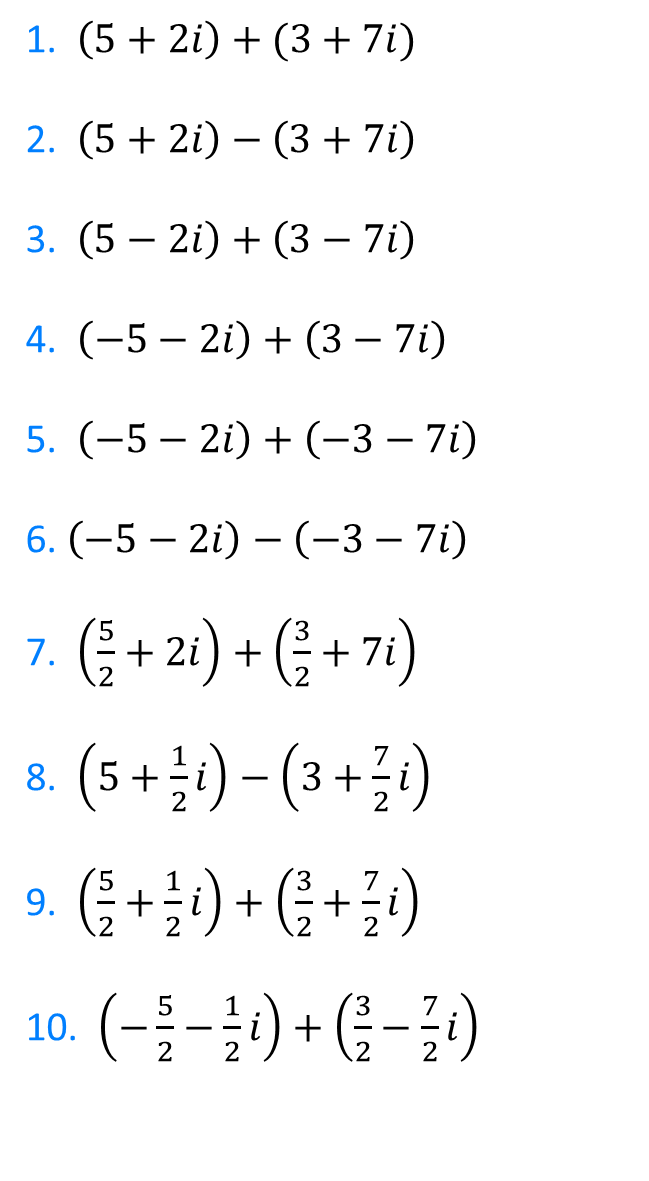 1. (5 + 2i) + (3 + 7i)
2. (5 + 2i) − (3 + 7i)
3. (5 − 2i) + (3 − 7i)
4. (−5 − 2i) + (3 − 7i)
5. (−5 − 2i) + (−3 − 7i)
6. (−5 − 2i) − (−3 − 7i)
7. (5/2 + 2i) + (3/2 + 7i)
8. (5 + 1/2 i) − (3 + 7/2 i)
9. (5/2 + 1/2 i) + (3/2 + 7/2 i)
10. (−5/2 − 1/2 i) + (3/2 − 7/2 i)